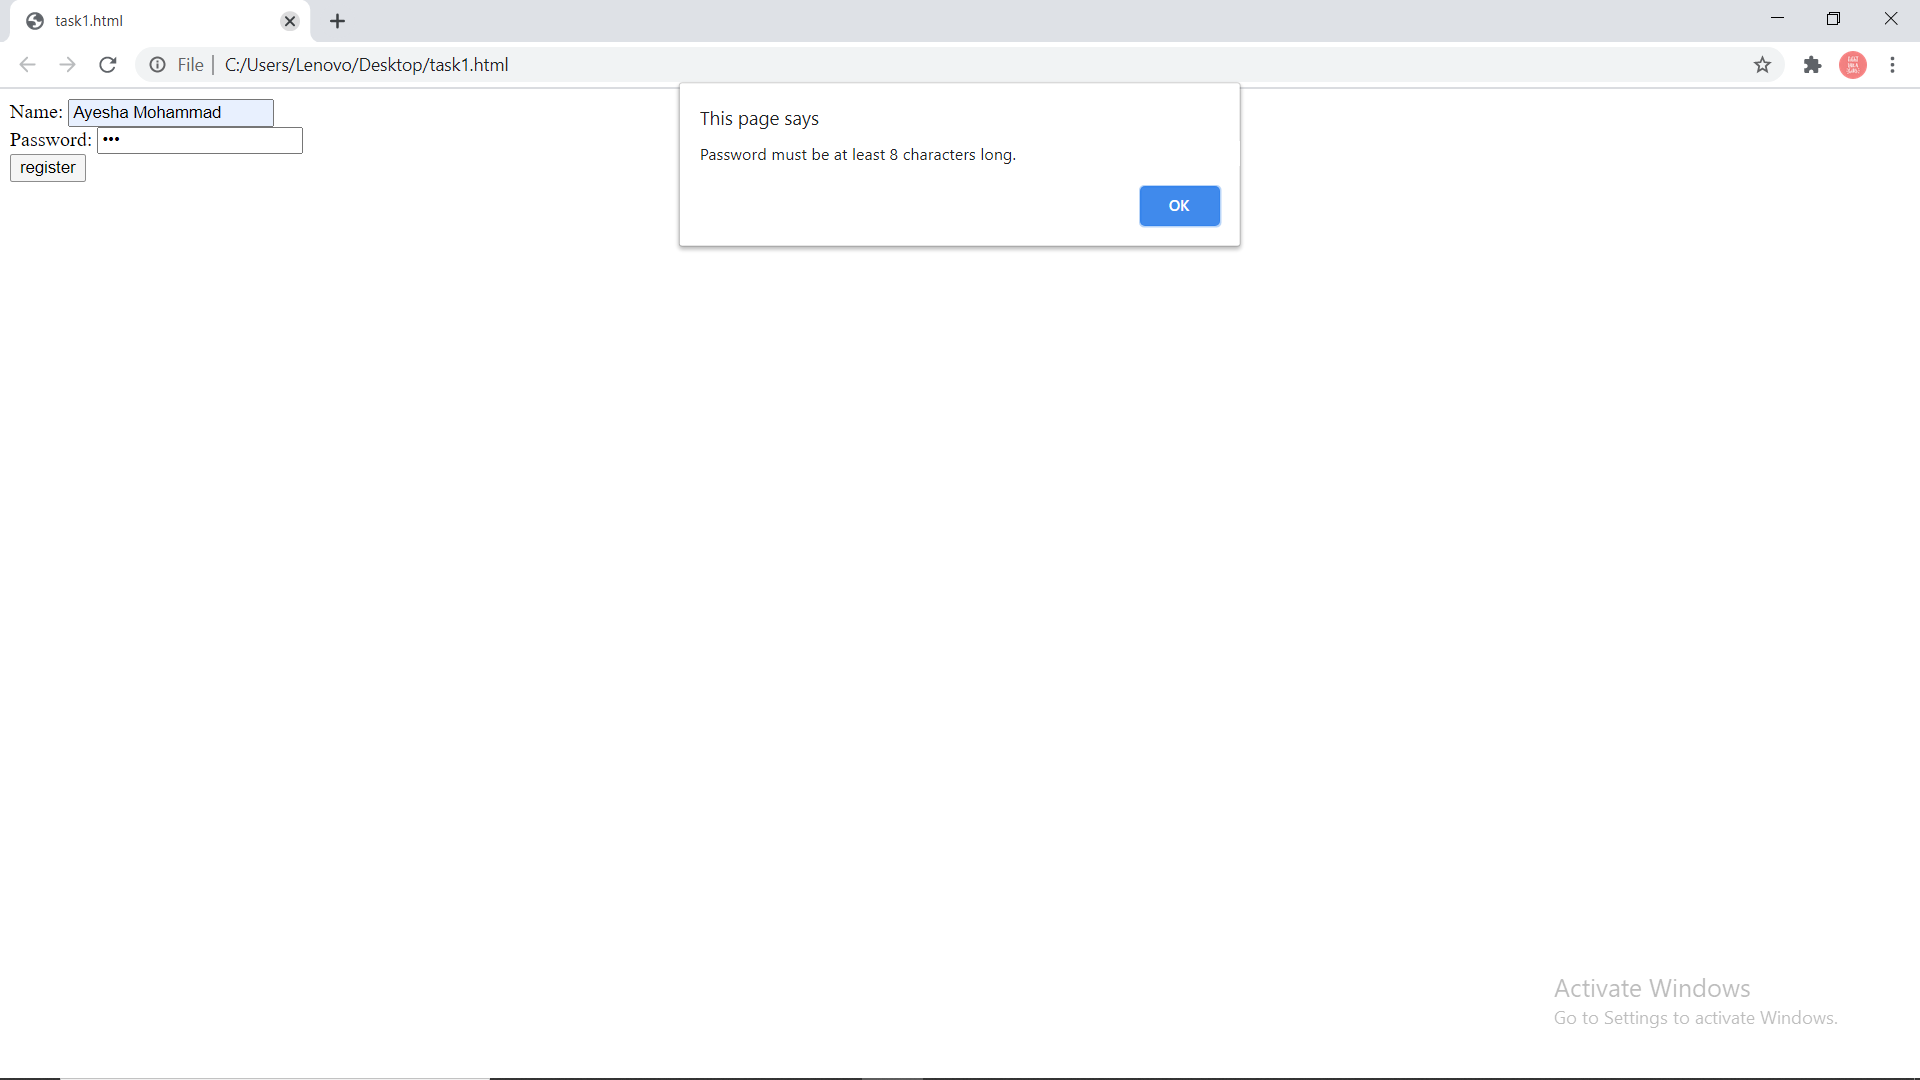 task1.html
File | C:/Users/Lenovo/Desktop/task1.html
Name: Ayesha Mohammad
Password: •••
register
This page says
Password must be at least 8 characters long.
OK
Activate Windows
Go to Settings to activate Windows.